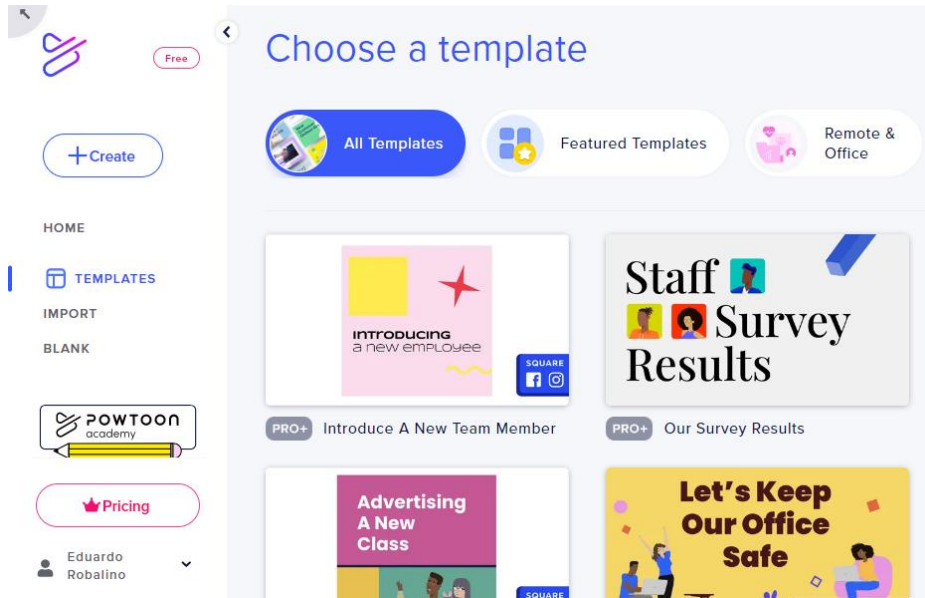 Free
Create
HOME
TEMPLATES
IMPORT
BLANK
POWTOON
academy
Pricing
Eduardo
Robalino
Choose a template
All Templates
Featured Templates
Remote &
Office
INTRODUCING
a new employee
SQUARE
PRO+ Introduce A New Team Member
Staff
Survey
Results
PRO+ Our Survey Results
Advertising
A New
Class
SQUARE
Let's Keep
Our Office
Safe